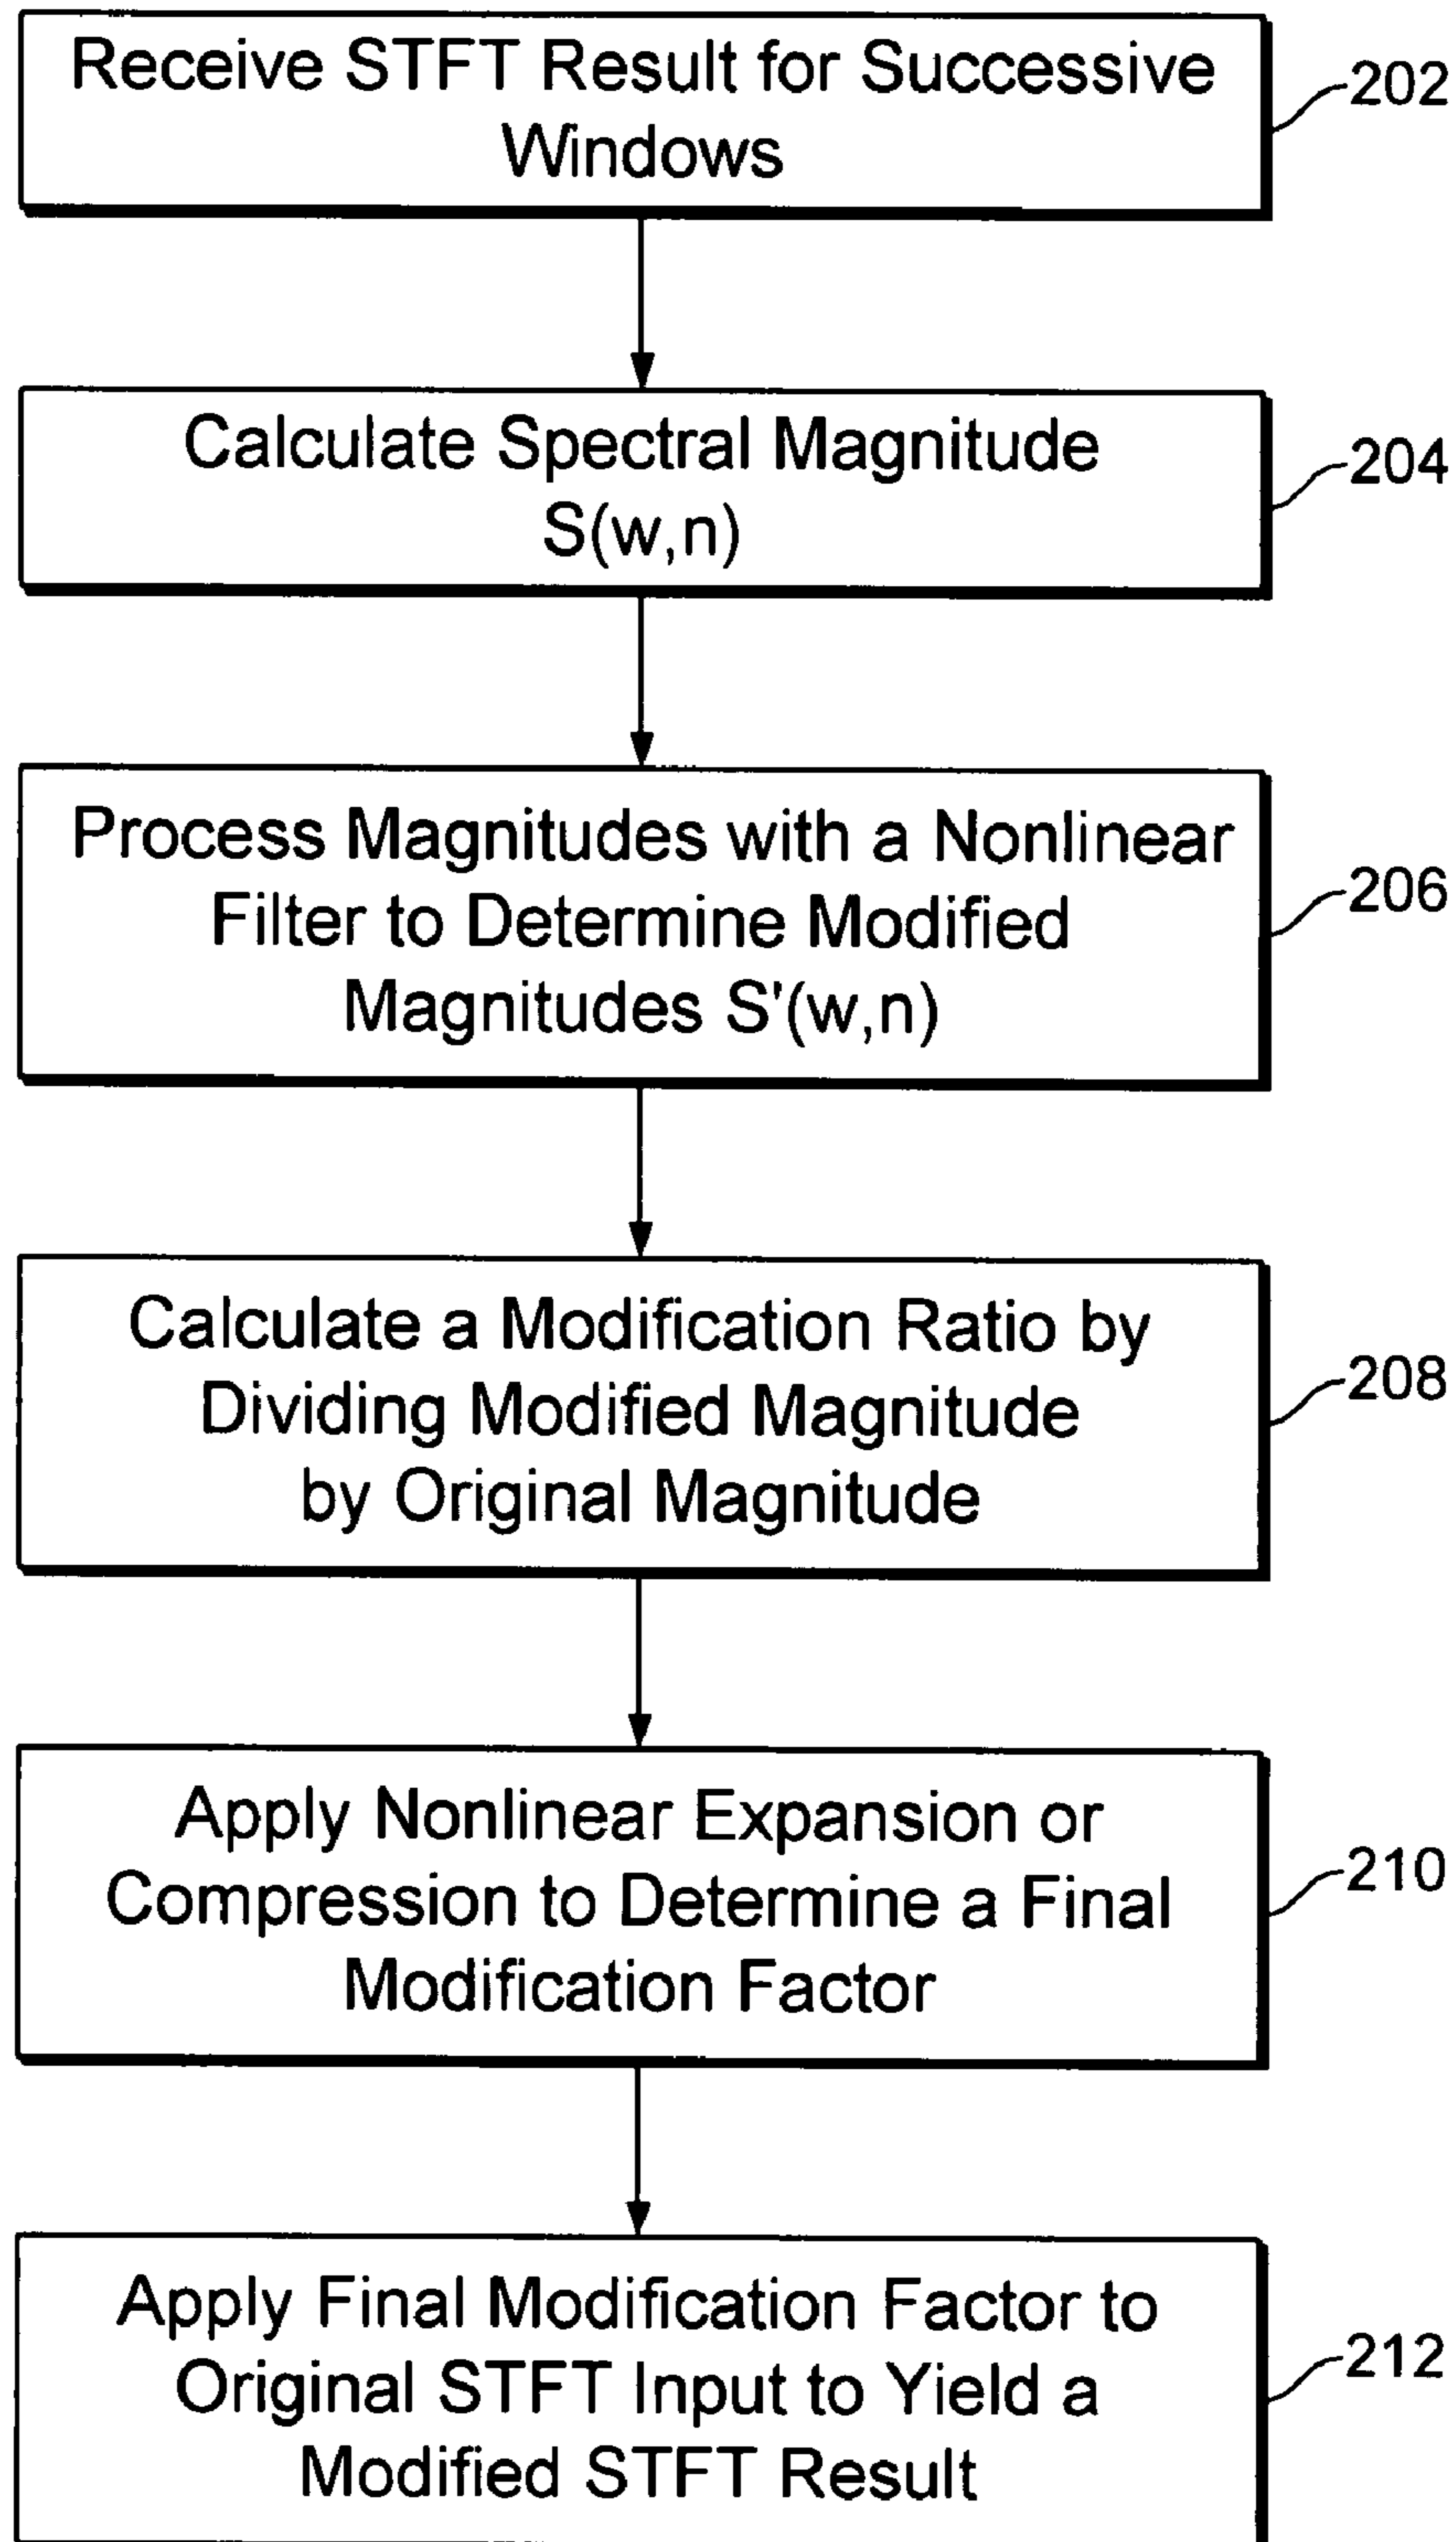 Receive STFT Result for Successive
Windows
202
Calculate Spectral Magnitude
S(w,n)
204
Process Magnitudes with a Nonlinear
Filter to Determine Modified
Magnitudes S'(w,n)
206
Calculate a Modification Ratio by
Dividing Modified Magnitude
by Original Magnitude
208
Apply Nonlinear Expansion or
Compression to Determine a Final
Modification Factor
210
Apply Final Modification Factor to
Original STFT Input to Yield a
Modified STFT Result
212